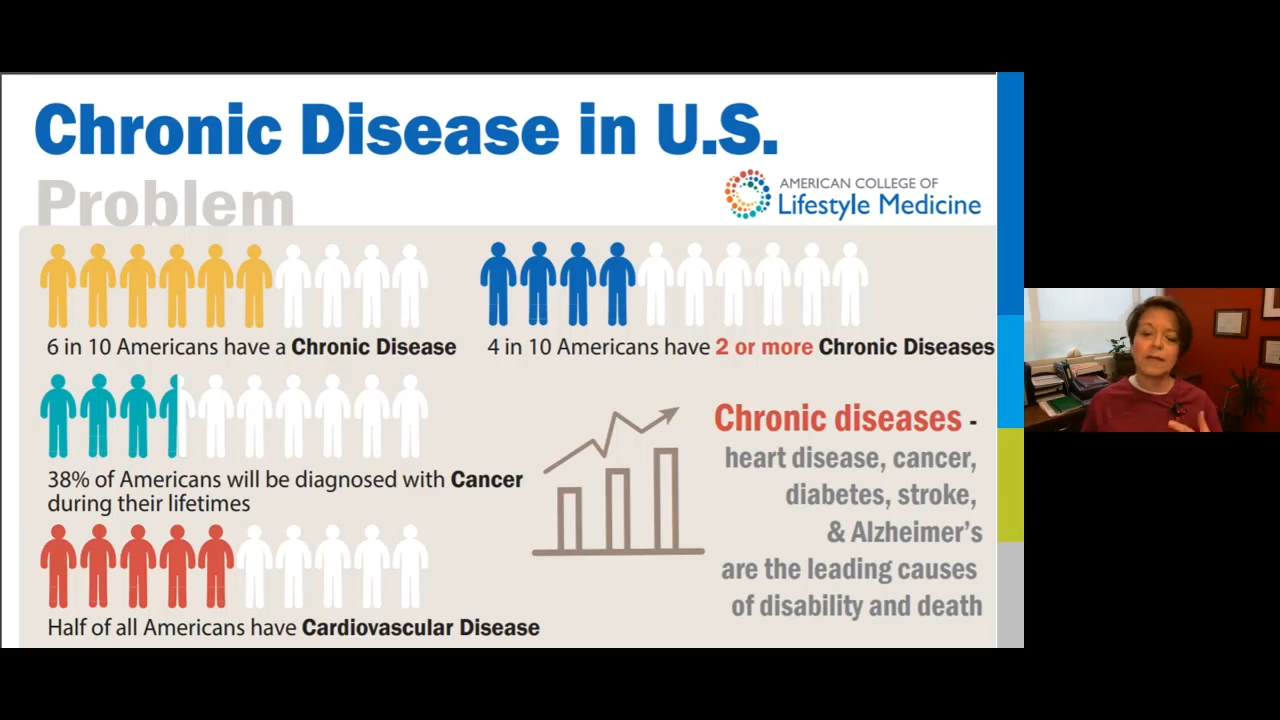 Chronic Disease in U.S.
Problem
AMERICAN COLLEGE OF
Lifestyle Medicine
6 in 10 Americans have a Chronic Disease
4 in 10 Americans have 2 or more Chronic Diseases
38% of Americans will be diagnosed with Cancer
during their lifetimes
Half of all Americans have Cardiovascular Disease
Chronic diseases -
heart disease, cancer,
diabetes, stroke,
& Alzheimer's
are the leading causes
of disability and death